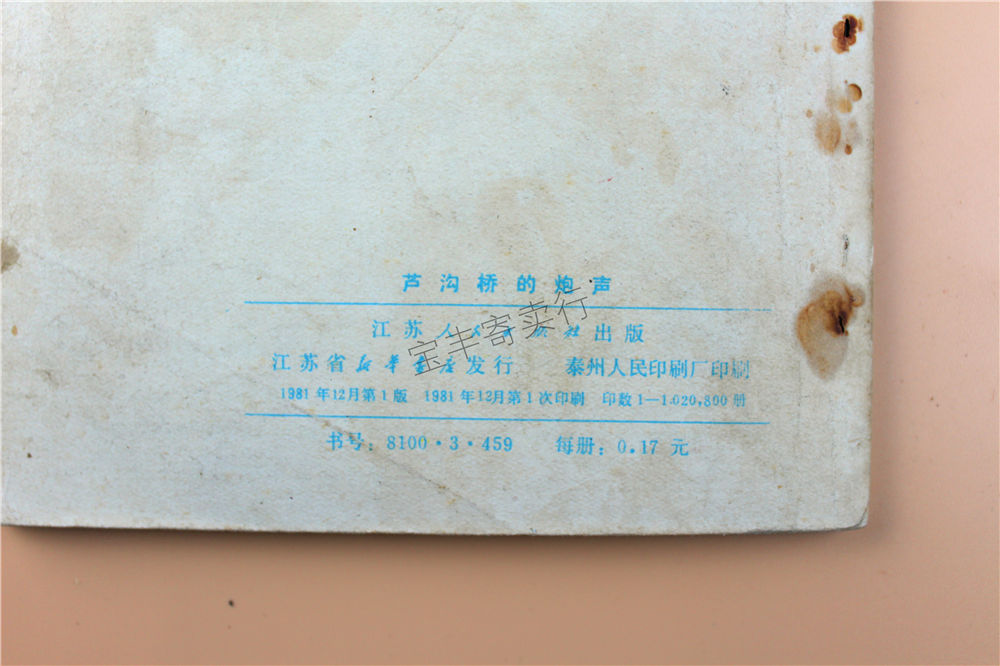 芦沟桥的炮声
江苏人民出版社出版
江苏省新华书店发行 泰州人民印刷厂印刷
1981年12月第1版 1981年12月第1次印刷 印数1—1,020,800册
书号：8100·3·459 每册：0.17元
宝丰寄卖行